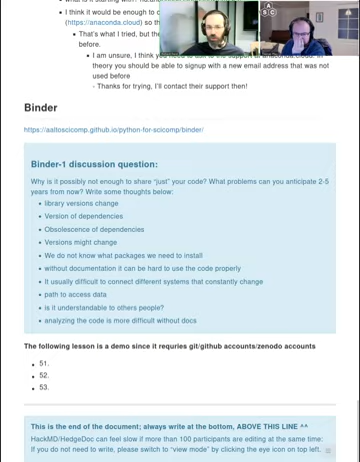 • I think it would be enough to c
(https://anaconda.cloud) so th
• That's what I tried, but the
before.
• I am unsure, I think you
theory you should be able to signup with a new email address that was not
used before
- Thanks for trying, I'll contact their support then!
Binder
https://aaltoscicomp.github.io/python-for-scicomp/binder/
Binder-1 discussion question:
Why is it possibly not enough to share "just" your code? What problems can you anticipate 2-5
years from now? Write some thoughts below:
• library versions change
• Version of dependencies
• Obsolescence of dependencies
• Versions might change
• We do not know what packages we need to install
• without documentation it can be hard to use the code properly
• It usually difficult to connect different systems that constantly change
• path to access data
• is it understandable to others people?
• analyzing the code is more difficult without docs
The following lesson is a demo since it requries git/github accounts/zenodo accounts
• 51.
• 52.
• 53.
This is the end of the document; always write at the bottom, ABOVE THIS LINE ^^
HackMD/HedgeDoc can feel slow if more than 100 participants are editing at the same time:
If you do not need to write, please switch to "view mode" by clicking the eye icon on top left.